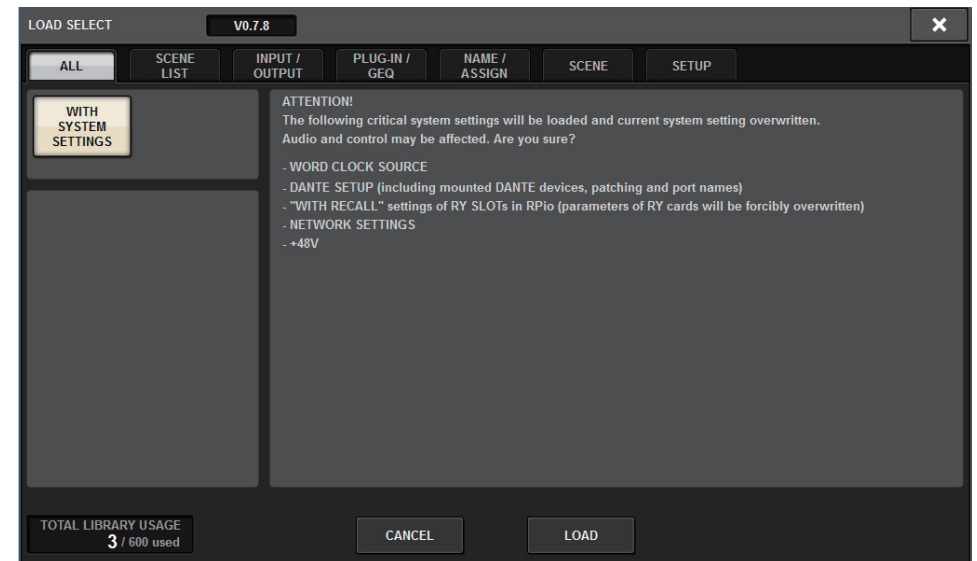 LOAD SELECT
V0.7.8
ALL
SCENE
LIST
INPUT /
OUTPUT
PLUG-IN /
GEQ
NAME /
ASSIGN
SCENE
SETUP
WITH
SYSTEM
SETTINGS
ATTENTION!
The following critical system settings will be loaded and current system setting overwritten.
Audio and control may be affected. Are you sure?
- WORD CLOCK SOURCE
- DANTE SETUP (including mounted DANTE devices, patching and port names)
- "WITH RECALL" settings of RY SLOTs in RPio (parameters of RY cards will be forcibly overwritten)
- NETWORK SETTINGS
- +48V
TOTAL LIBRARY USAGE
3 / 600 used
CANCEL
LOAD